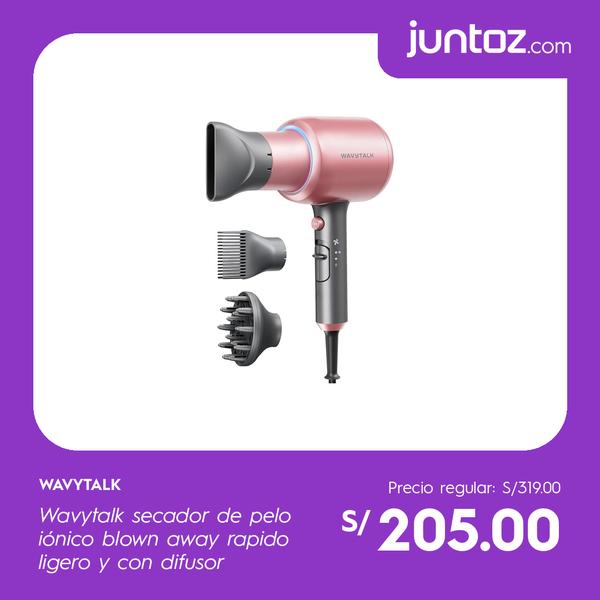 juntoz.com
WAVYTALK
WAVYTALK
Wavytalk secador de pelo
iónico blown away rapido
ligero y con difusor
Precio regular: S/319.00
S/ 205.00